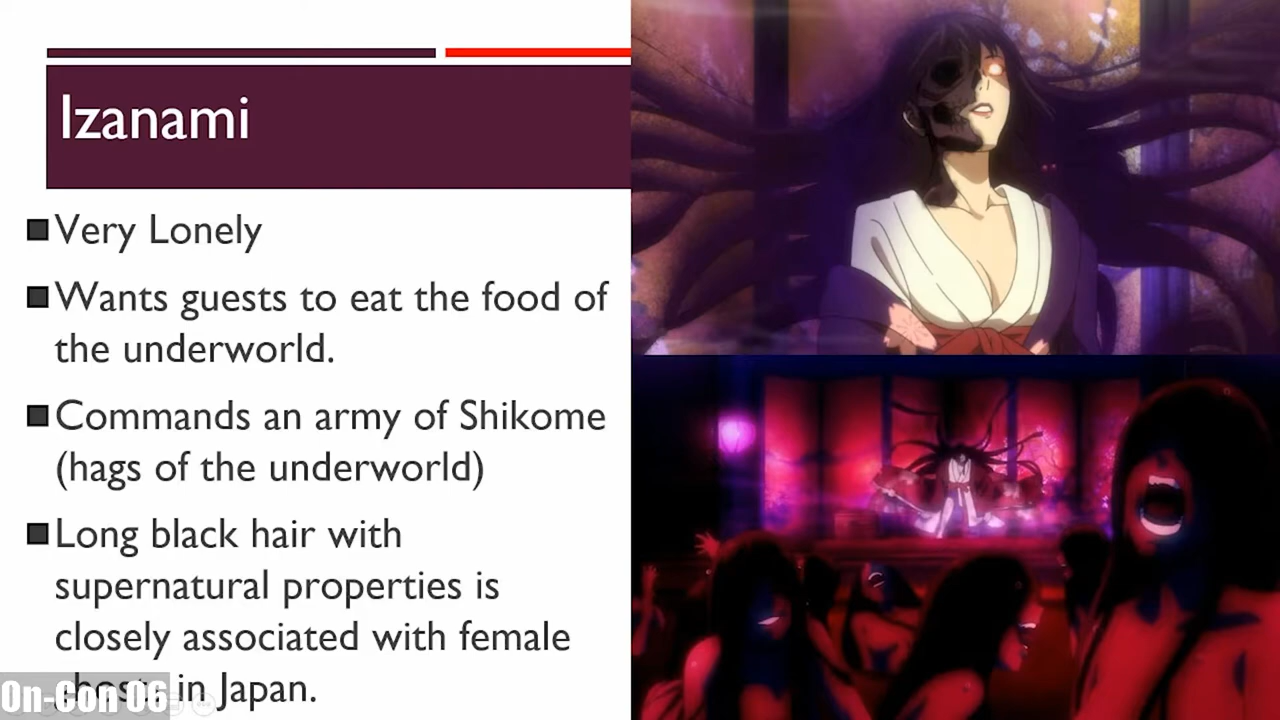 Izanami
Very Lonely
Wants guests to eat the food of
the underworld.
Commands an army of Shikome
(hags of the underworld)
Long black hair with
supernatural properties is
closely associated with female
ghosts in Japan.
On-Con 06